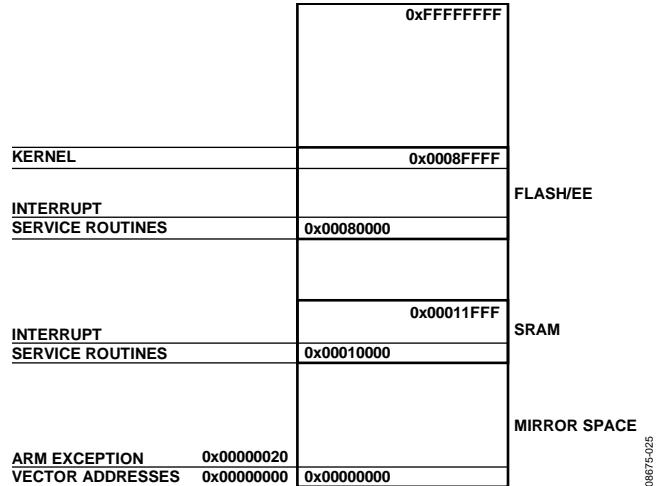 0xFFFFFFFF
KERNEL 0x0008FFFF
FLASH/EE
INTERRUPT
SERVICE ROUTINES 0x00080000
0x00011FFF
SRAM
INTERRUPT
SERVICE ROUTINES 0x00010000
MIRROR SPACE
ARM EXCEPTION 0x00000020
VECTOR ADDRESSES 0x00000000 0x00000000
08675-025